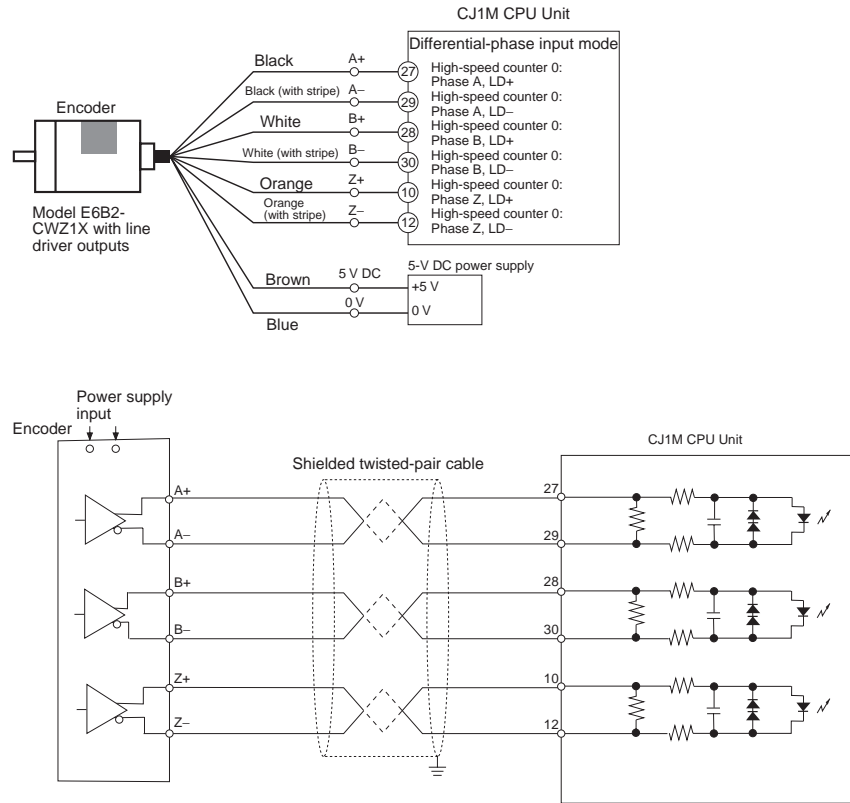 CJ1M CPU Unit
Differential-phase input mode
Encoder
Black A+ 27 High-speed counter 0:
Phase A, LD+
Black (with stripe) A− 29 High-speed counter 0:
Phase A, LD−
White B+ 28 High-speed counter 0:
Phase B, LD+
White (with stripe) B− 30 High-speed counter 0:
Phase B, LD−
Orange Z+ 10 High-speed counter 0:
Phase Z, LD+
Orange
(with stripe) Z− 12 High-speed counter 0:
Phase Z, LD−
Model E6B2-
CWZ1X with line
driver outputs
5-V DC power supply
Brown 5 V DC +5 V
Blue 0 V 0 V
Power supply
input
Encoder
CJ1M CPU Unit
Shielded twisted-pair cable
A+ 27
A− 29
B+ 28
B− 30
Z+ 10
Z− 12